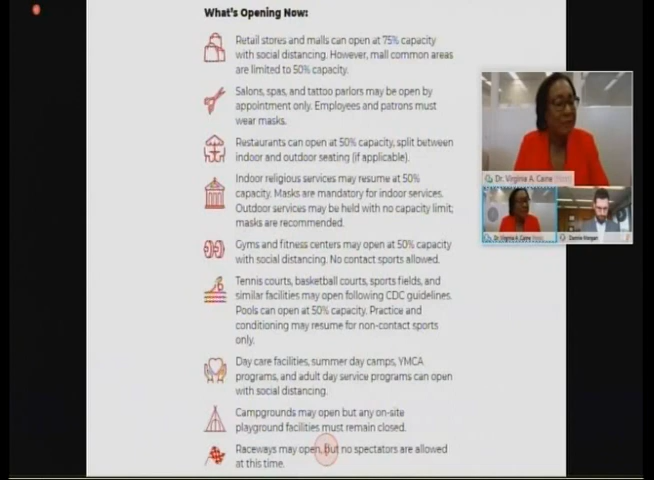 What's Opening Now:
Retail stores and malls can open at 75% capacity
with social distancing. However, mall common areas
are limited to 50% capacity.
Salons, spas, and tattoo parlors may be open by
appointment only. Employees and patrons must
wear masks.
Restaurants can open at 50% capacity, split between
indoor and outdoor seating (if applicable).
Indoor religious services may resume at 50%
capacity. Masks are mandatory for indoor services.
Outdoor services may be held with no capacity limit;
masks are recommended.
Gyms and fitness centers may open at 50% capacity
with social distancing. No contact sports allowed.
Tennis courts, basketball courts, sports fields, and
similar facilities may open following CDC guidelines.
Pools can open at 50% capacity. Practice and
conditioning may resume for non-contact sports
only.
Day care facilities, summer day camps, YMCA
programs, and adult day service programs can open
with social distancing.
Campgrounds may open but any on-site
playground facilities must remain closed.
Raceways may open, but no spectators are allowed
at this time.
Dr. Virginia A. Caine (Host)
Dr. Virginia A. Caine (Host)